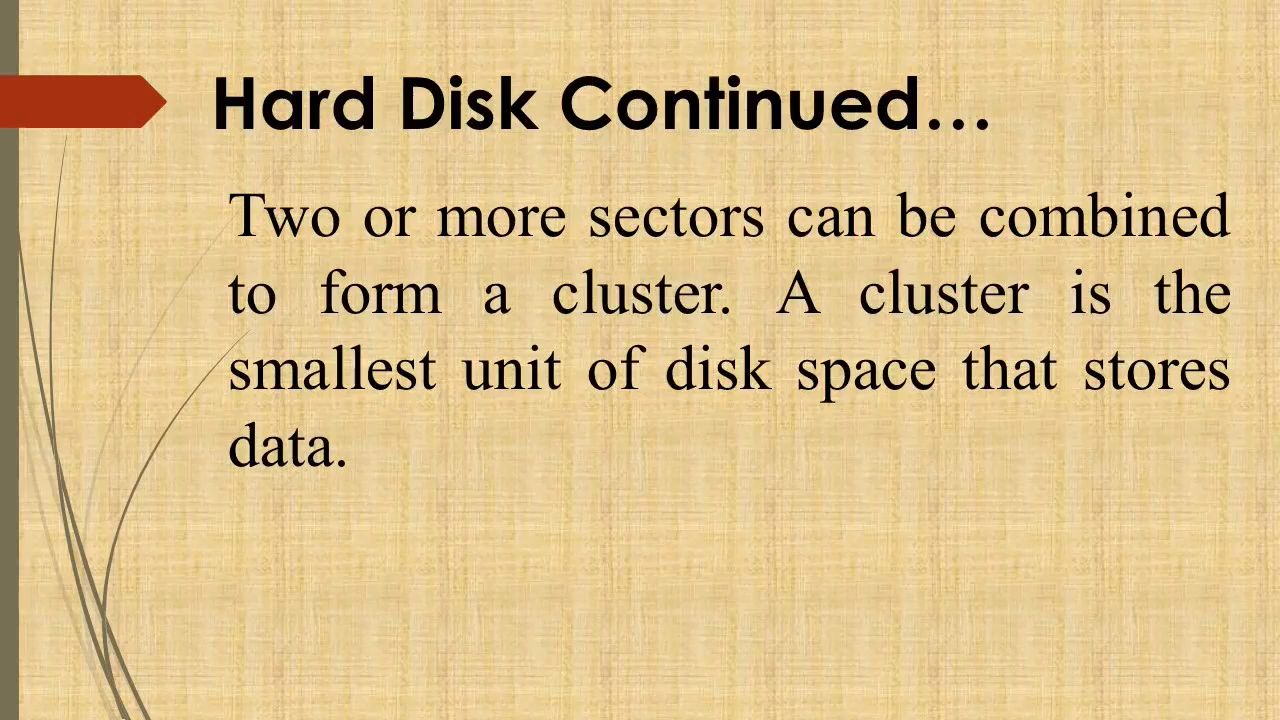 Hard Disk Continued…
Two or more sectors can be combined
to form a cluster. A cluster is the
smallest unit of disk space that stores
data.